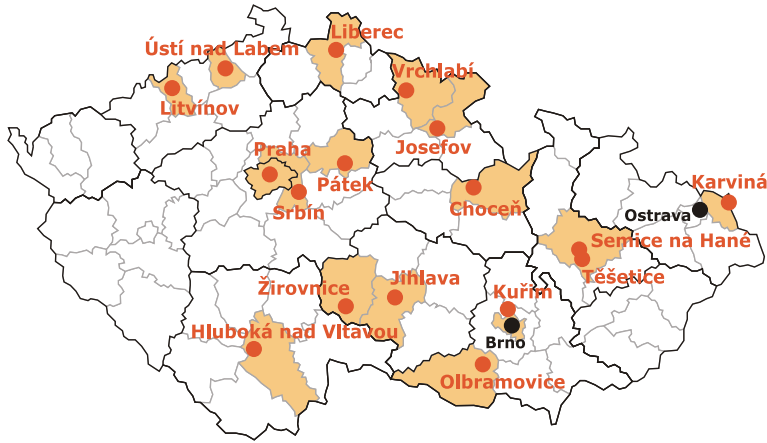 Liberec
Ústí nad Labem
Vrchlabí
Litvínov
Praha
Josefov
Pátek
Karviná
Srbín
Choceň
Ostrava
Semice na Hané
Těšetice
Jihlava
Žirovnice
Kuřim
Hluboká nad Vltavou
Brno
Olbramovice